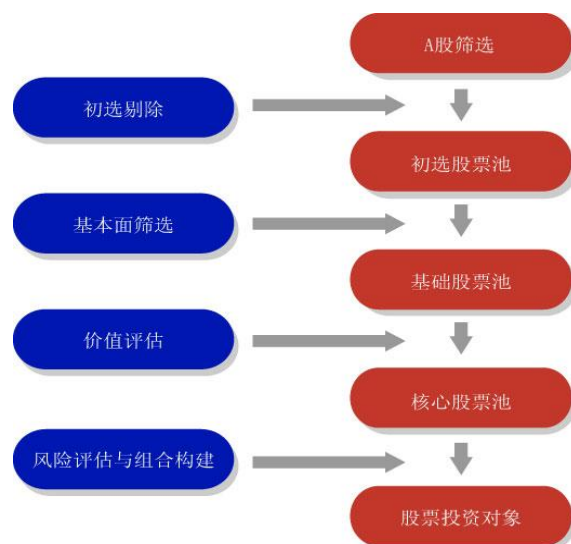 A股筛选
初选剔除
初选股票池
基本面筛选
基础股票池
价值评估
核心股票池
风险评估与组合构建
股票投资对象